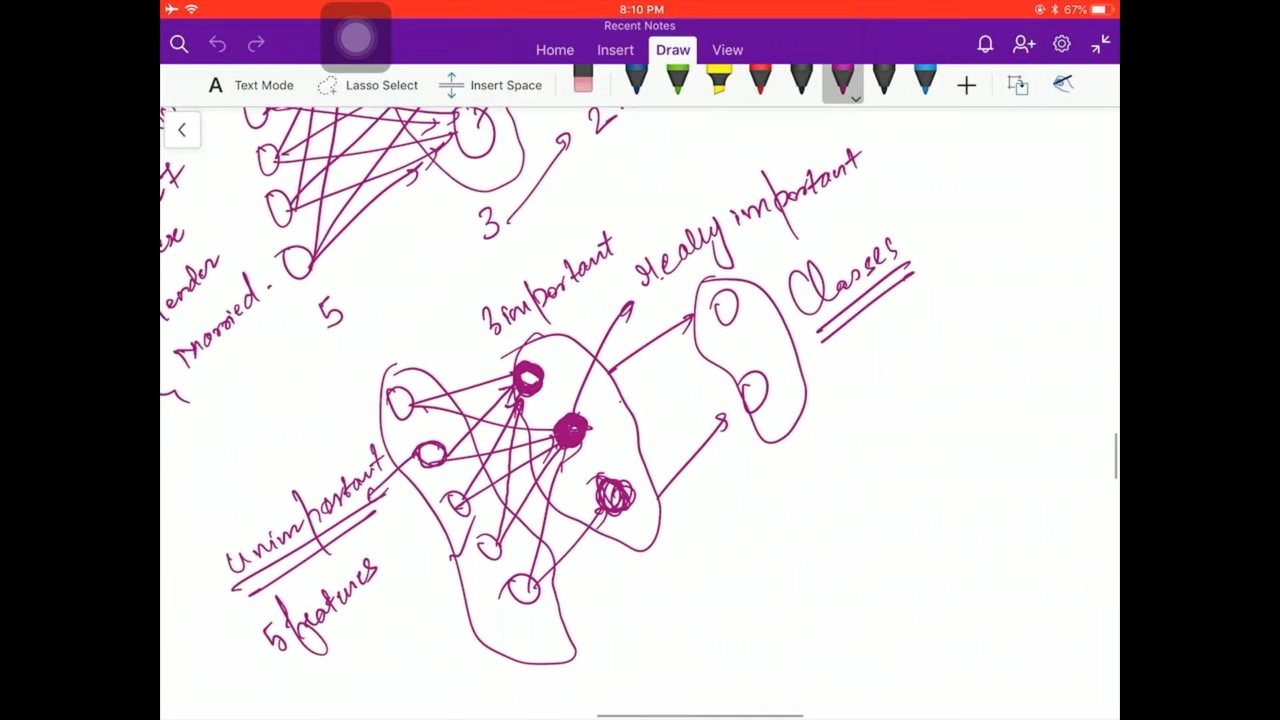 8:10 PM
67%
Recent Notes
Home Insert Draw View
A Text Mode Lasso Select Insert Space
2
3
Married.
5
3 important
Really important
Classes
unimportant
5 features